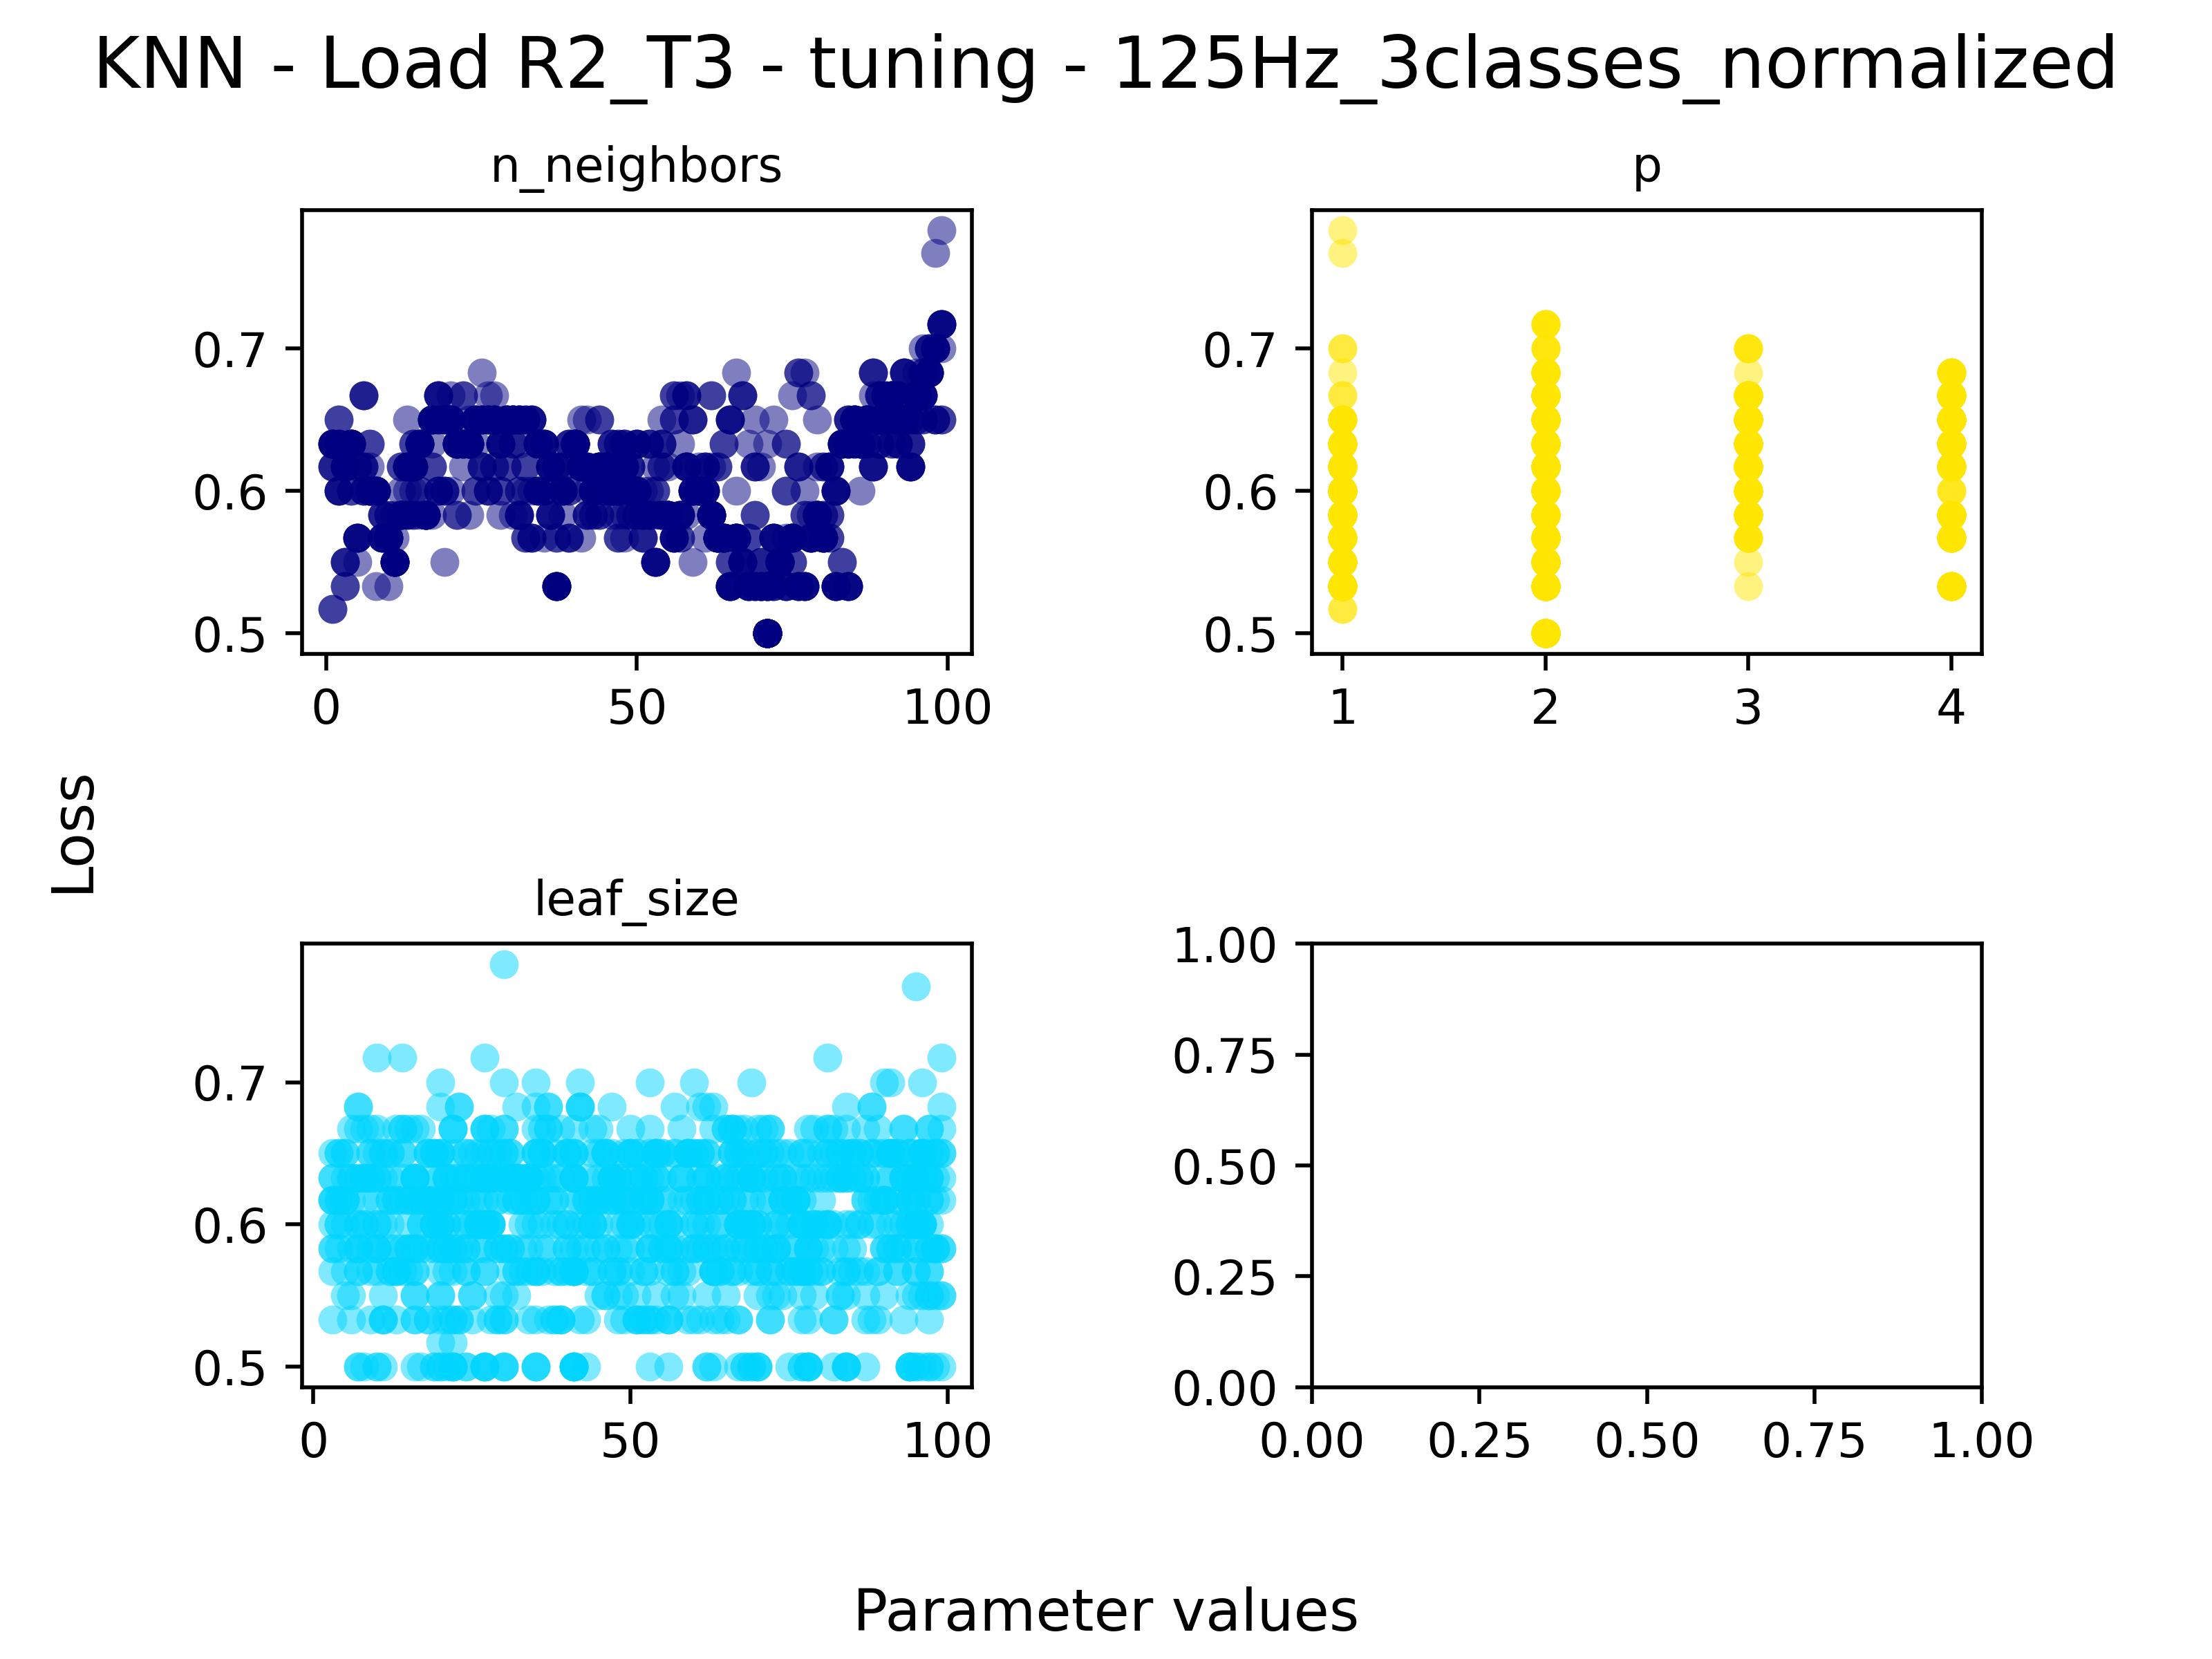 KNN - Load R2_T3 - tuning - 125Hz_3classes_normalized
n_neighbors
0.7
0.6
0.5
0 50 100
p
0.7
0.6
0.5
1 2 3 4
Loss
leaf_size
0.7
0.6
0.5
0 50 100
1.00
0.75
0.50
0.25
0.00
0.00 0.25 0.50 0.75 1.00
Parameter values